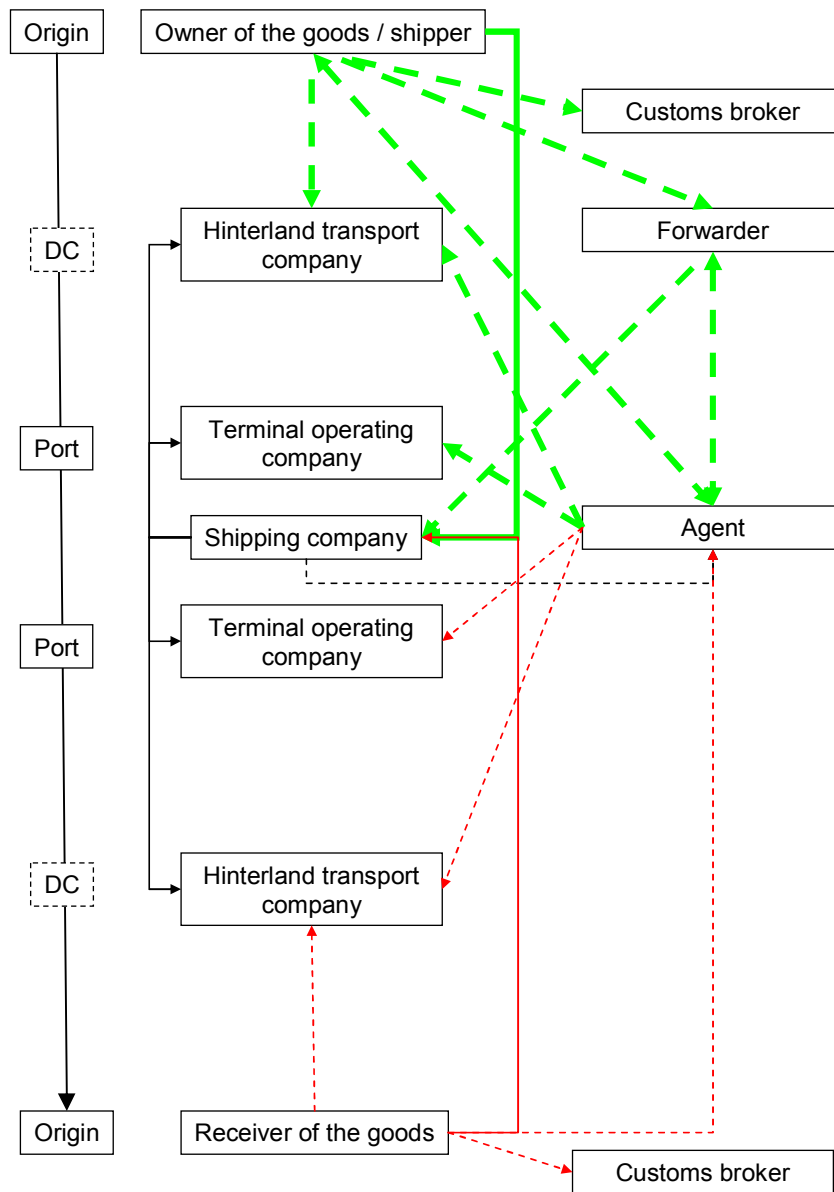 Origin
Owner of the goods / shipper
Customs broker
DC
Hinterland transport
company
Forwarder
Port
Terminal operating
company
Shipping company
Agent
Port
Terminal operating
company
DC
Hinterland transport
company
Origin
Receiver of the goods
Customs broker